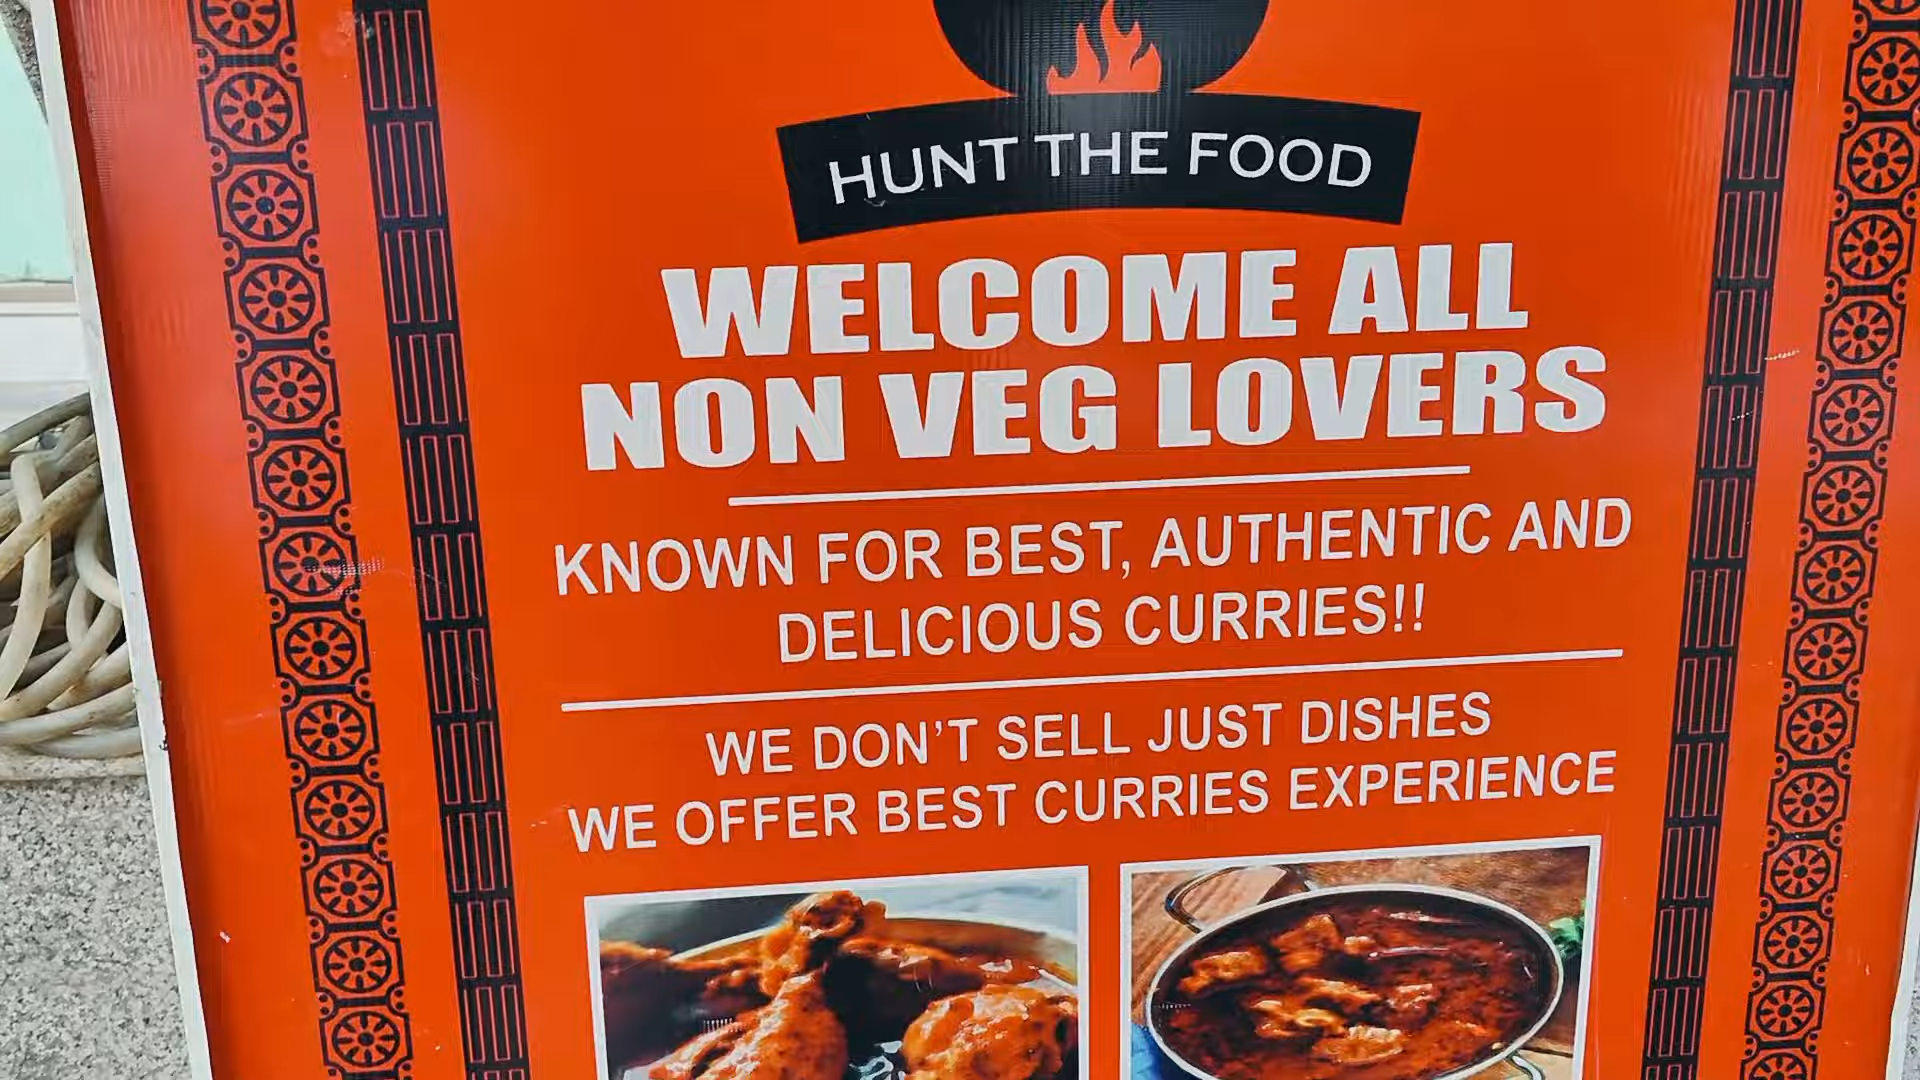 HUNT THE FOOD
WELCOME ALL
NON VEG LOVERS
KNOWN FOR BEST, AUTHENTIC AND
DELICIOUS CURRIES!!
WE DON'T SELL JUST DISHES
WE OFFER BEST CURRIES EXPERIENCE